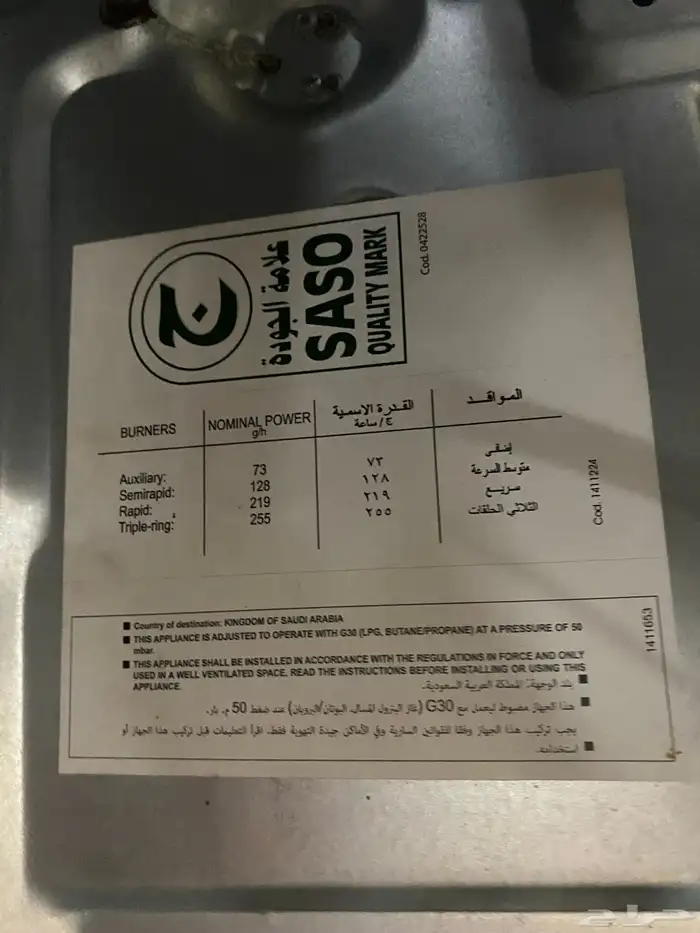 علامة الجودة
SASO
QUALITY MARK
Cod. 0422528
BURNERS NOMINAL POWER g/h القدرة الاسمية ج/ساعة المواقد
Auxiliary: 73 ٧٣ إضافى
Semirapid: 128 ١٢٨ متوسط السرعة
Rapid: 219 ٢١٩ سريع
Triple-ring: 255 ٢٥٥ الثلاثي الحلقات
Cod. 1411224
1411653
■ Country of destination: KINGDOM OF SAUDI ARABIA
■ THIS APPLIANCE IS ADJUSTED TO OPERATE WITH G30 (LPG, BUTANE/PROPANE) AT A PRESSURE OF 50
mbar.
■ THIS APPLIANCE SHALL BE INSTALLED IN ACCORDANCE WITH THE REGULATIONS IN FORCE AND ONLY
USED IN A WELL VENTILATED SPACE. READ THE INSTRUCTIONS BEFORE INSTALLING OR USING THIS
APPLIANCE.
■ بلد الوجهة: المملكة العربية السعودية.
■ هذا الجهاز مضبوط ليعمل مع G30 (غاز البترول المسال، البيوتان/البروبان) عند ضغط 50 م. بار.
■ يجب تركيب هذا الجهاز وفقا للقوانين السارية وفي الأماكن جيدة التهوية فقط. اقرأ التعليمات قبل تركيب هذا الجهاز أو
استخدامه.
حراج